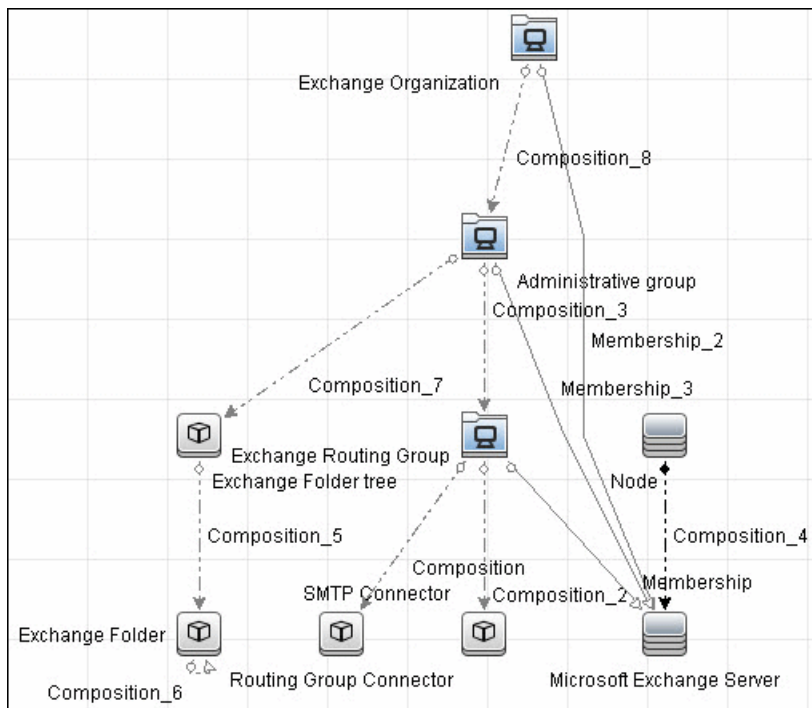 Exchange Organization
Composition_8
Administrative group
Composition_3
Membership_2
Composition_7
Membership_3
Exchange Routing Group
Exchange Folder tree
Node
Composition_5
Composition_4
Composition
Membership
SMTP Connector
Composition_2
Exchange Folder
Routing Group Connector
Microsoft Exchange Server
Composition_6